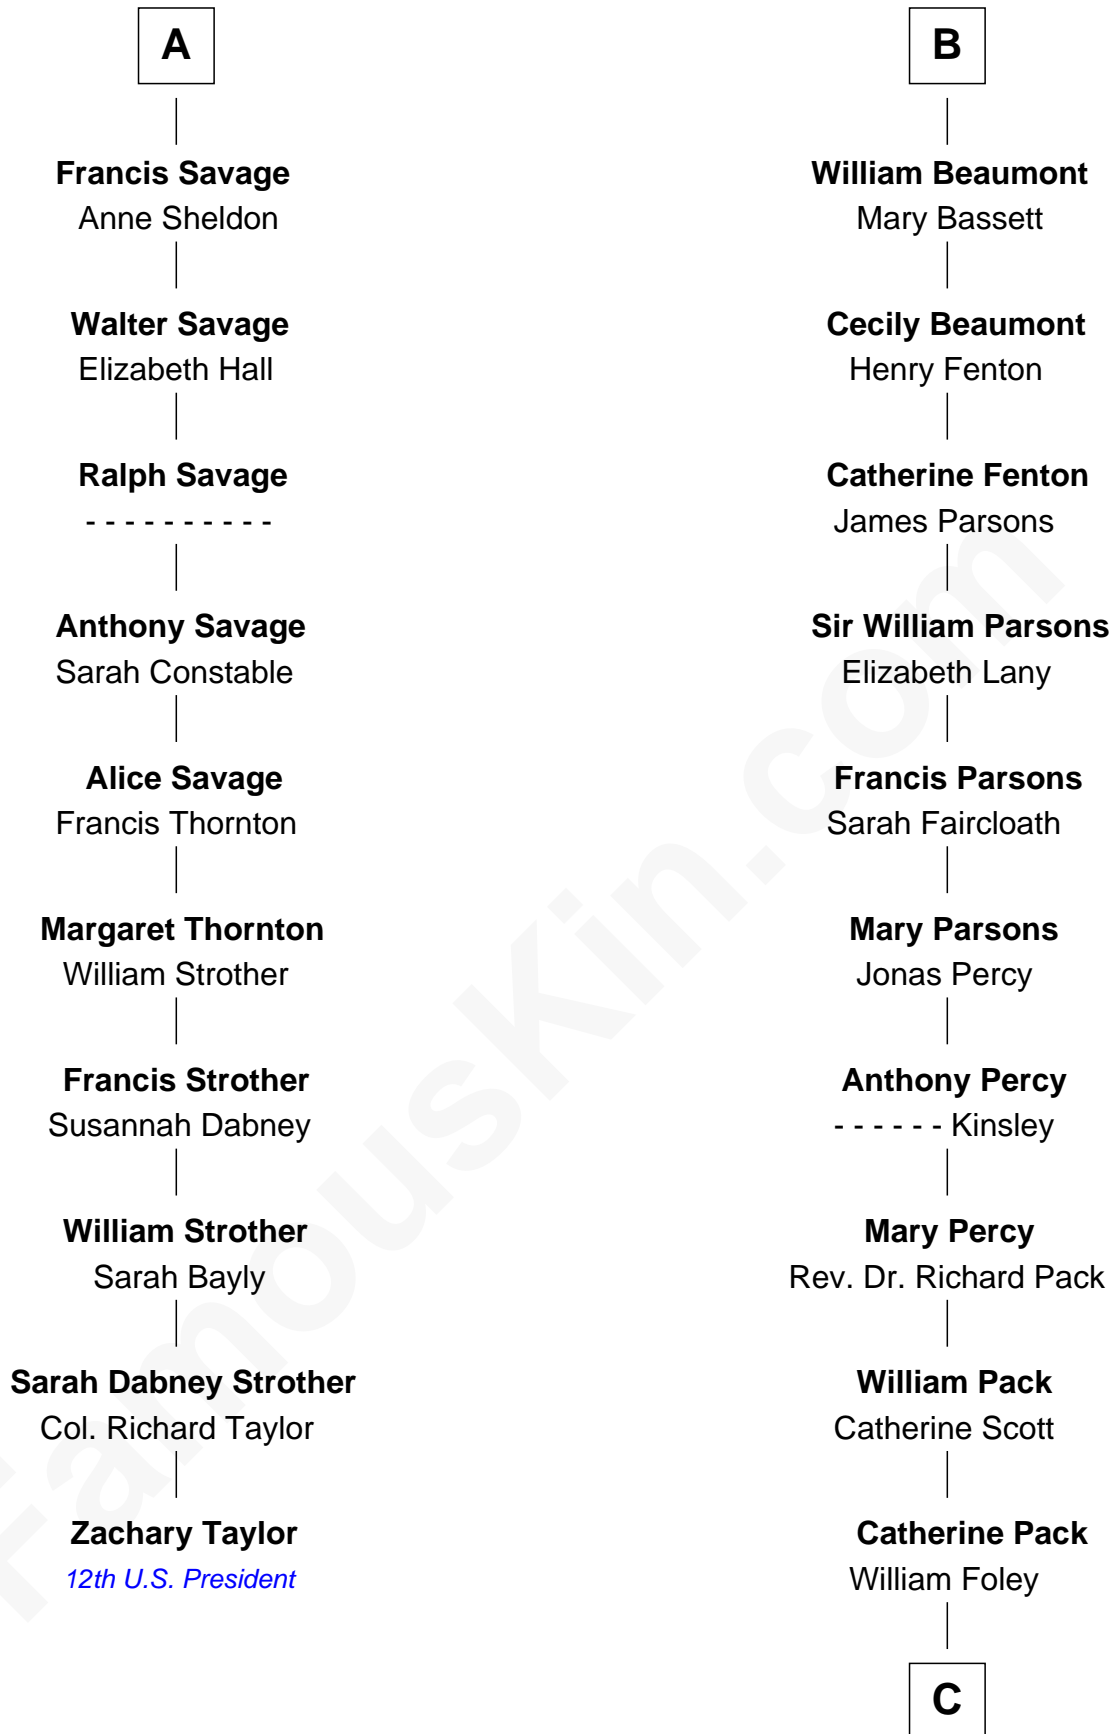 A
Francis Savage
Anne Sheldon
Walter Savage
Elizabeth Hall
Ralph Savage
- - - - - - - - - -
Anthony Savage
Sarah Constable
Alice Savage
Francis Thornton
Margaret Thornton
William Strother
Francis Strother
Susannah Dabney
William Strother
Sarah Bayly
Sarah Dabney Strother
Col. Richard Taylor
Zachary Taylor
12th U.S. President
B
William Beaumont
Mary Bassett
Cecily Beaumont
Henry Fenton
Catherine Fenton
James Parsons
Sir William Parsons
Elizabeth Lany
Francis Parsons
Sarah Faircloath
Mary Parsons
Jonas Percy
Anthony Percy
- - - - - - Kinsley
Mary Percy
Rev. Dr. Richard Pack
William Pack
Catherine Scott
Catherine Pack
William Foley
C
FamousKin.com